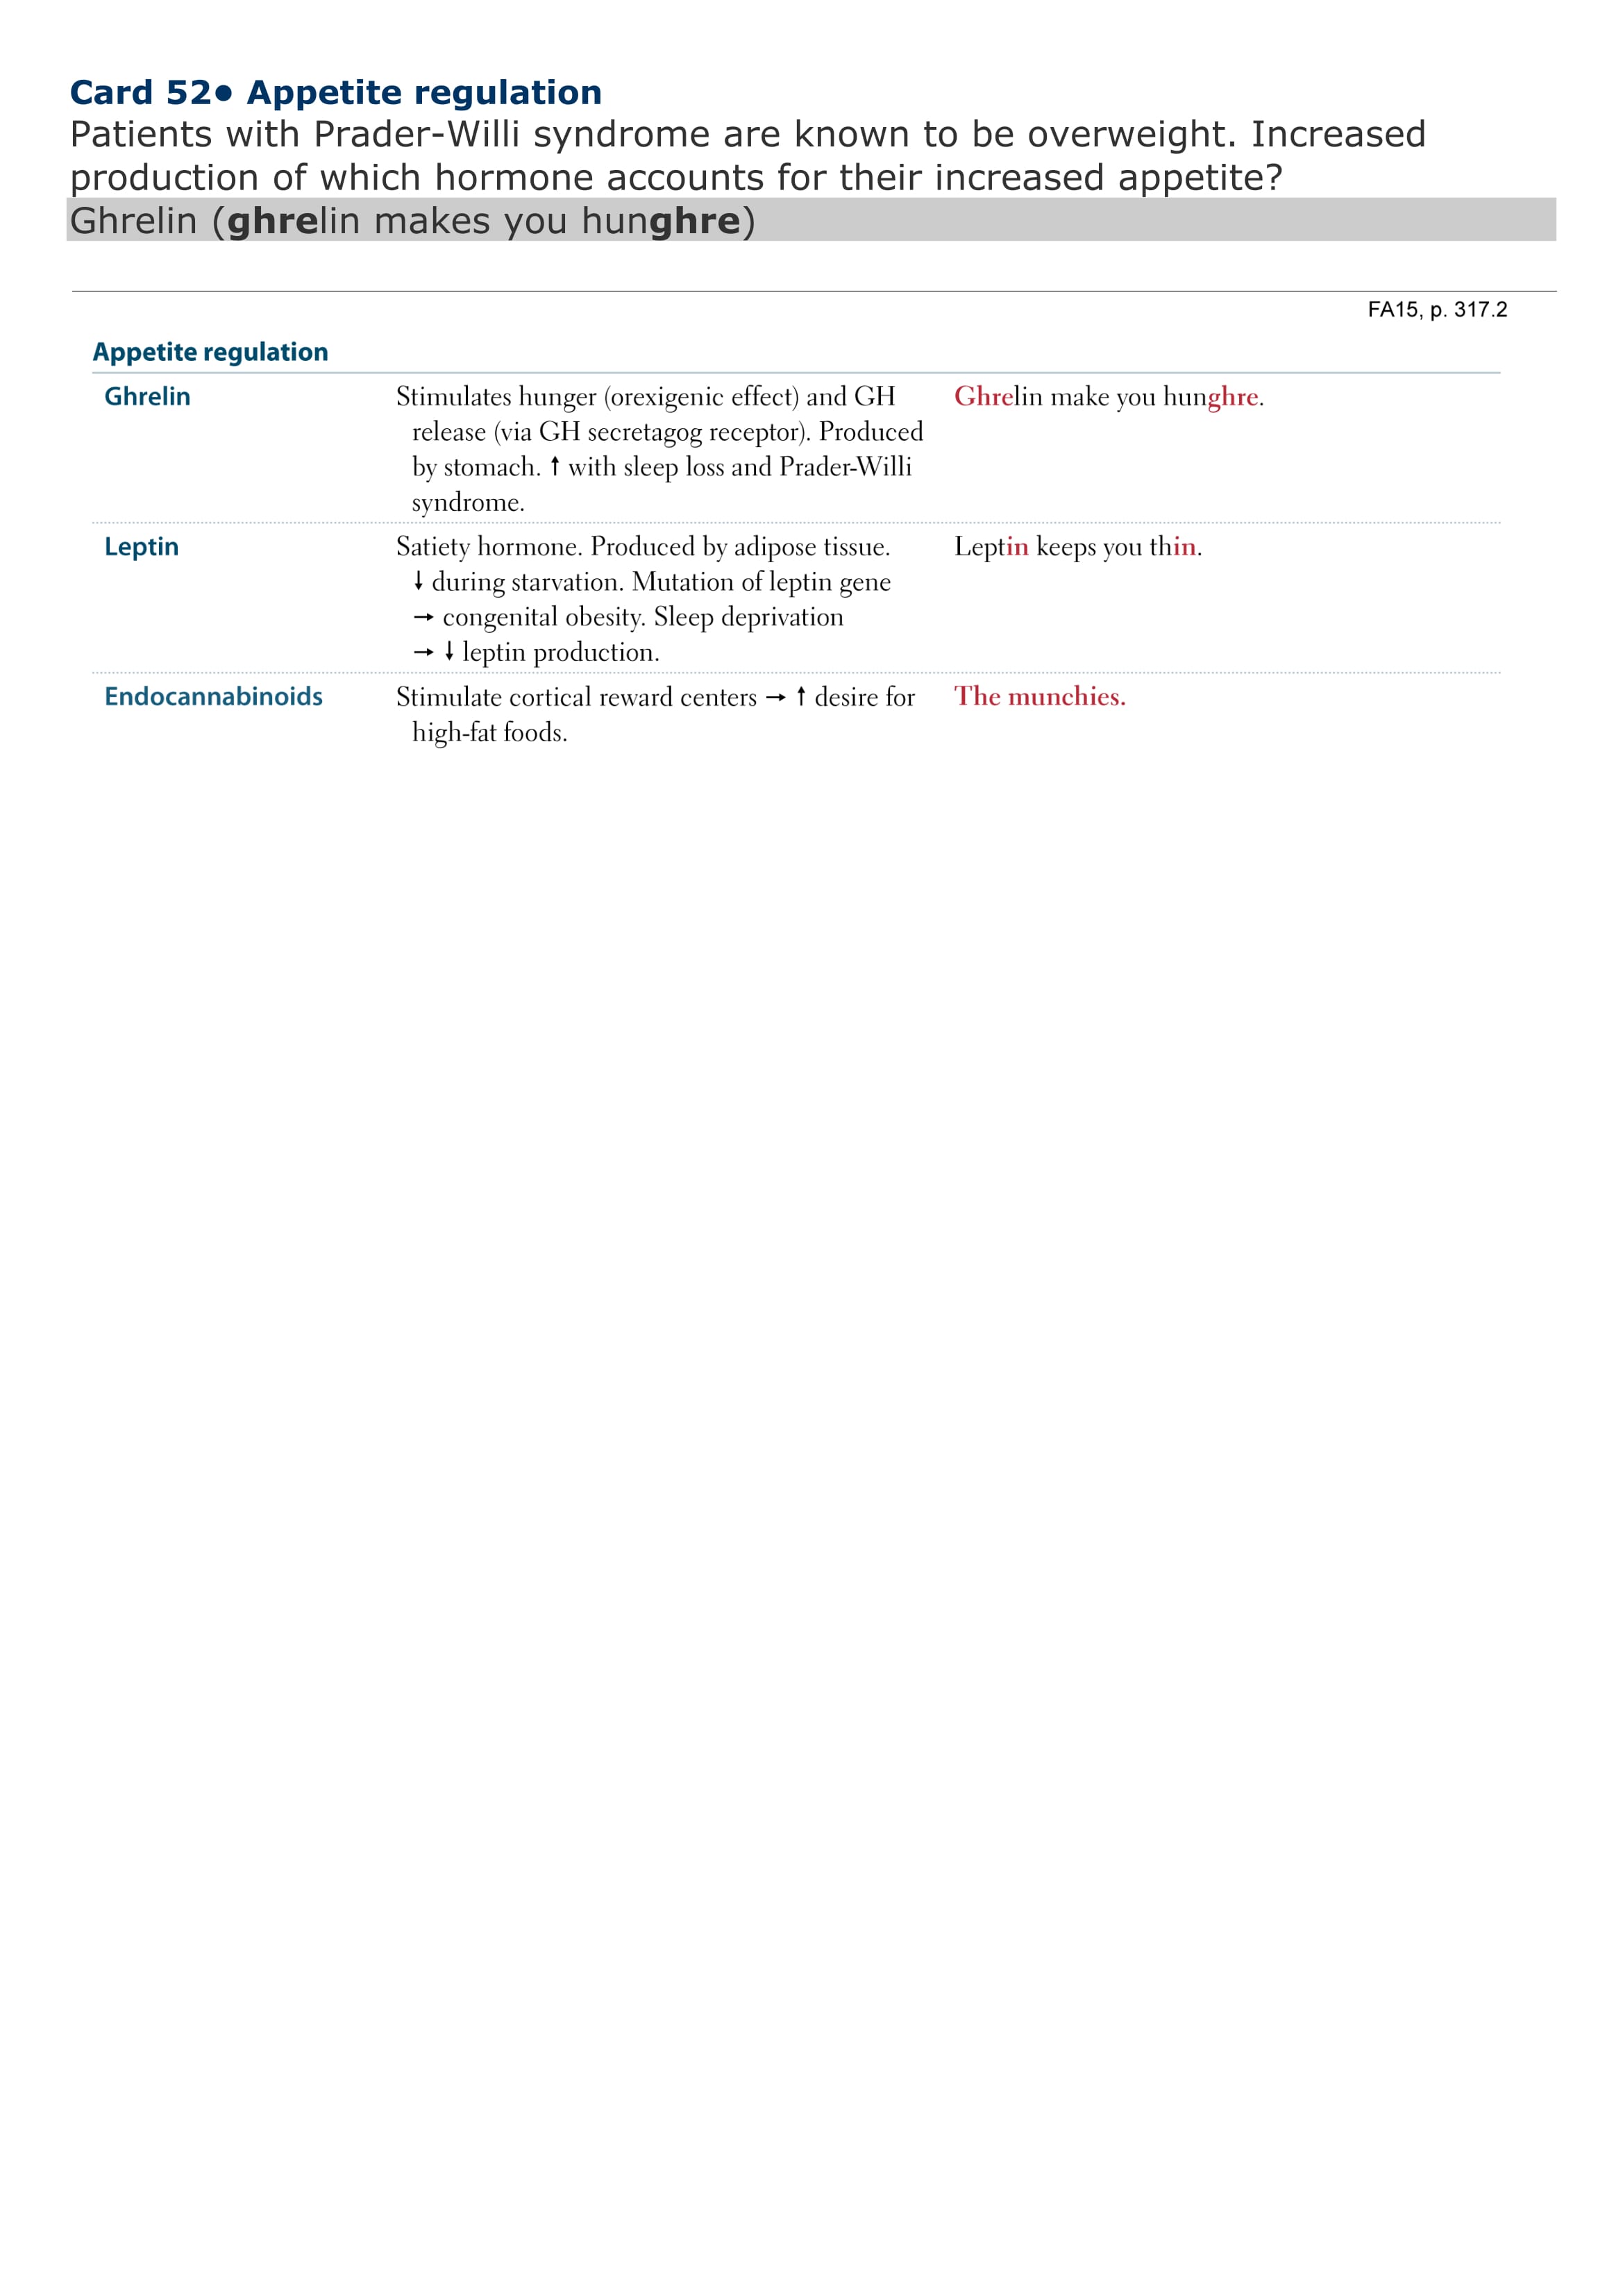 Card 52● Appetite regulation
Patients with Prader-Willi syndrome are known to be overweight. Increased
production of which hormone accounts for their increased appetite?
Ghrelin (ghrelin makes you hunghre)
FA15, p. 317.2
Appetite regulation
Ghrelin
Stimulates hunger (orexigenic effect) and GH
release (via GH secretagog receptor). Produced
by stomach. ↑ with sleep loss and Prader-Willi
syndrome.
Ghrelin make you hunghre.
Leptin
Satiety hormone. Produced by adipose tissue.
↓ during starvation. Mutation of leptin gene
→ congenital obesity. Sleep deprivation
→ ↓ leptin production.
Leptin keeps you thin.
Endocannabinoids
Stimulate cortical reward centers → ↑ desire for
high-fat foods.
The munchies.